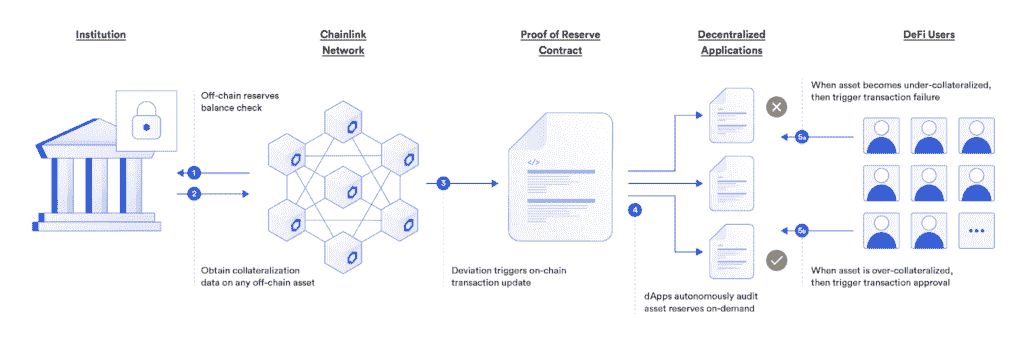 Institution
Chainlink
Network
Proof of Reserve
Contract
Decentralized
Applications
DeFi Users
Off-chain reserves
balance check
1
2
Obtain collateralization
data on any off-chain asset
3
Deviation triggers on-chain
transaction update
</>
4
dApps autonomously audit
asset reserves on-demand
When asset becomes under-collateralized,
then trigger transaction failure
5a
5b
When asset is over-collateralized,
then trigger transaction approval